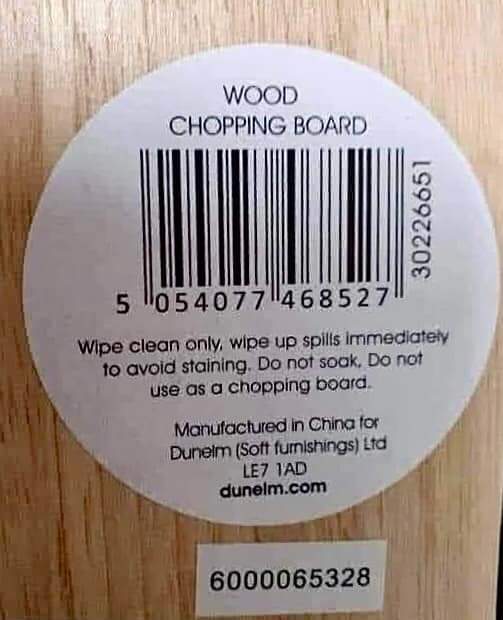 WOOD
CHOPPING BOARD
30226651
5 054077 468527
Wipe clean only, wipe up spills immediately
to avoid staining. Do not soak, Do not
use as a chopping board.
Manufactured in China for
Dunelm (Soft furnishings) Ltd
LE7 1AD
dunelm.com
6000065328